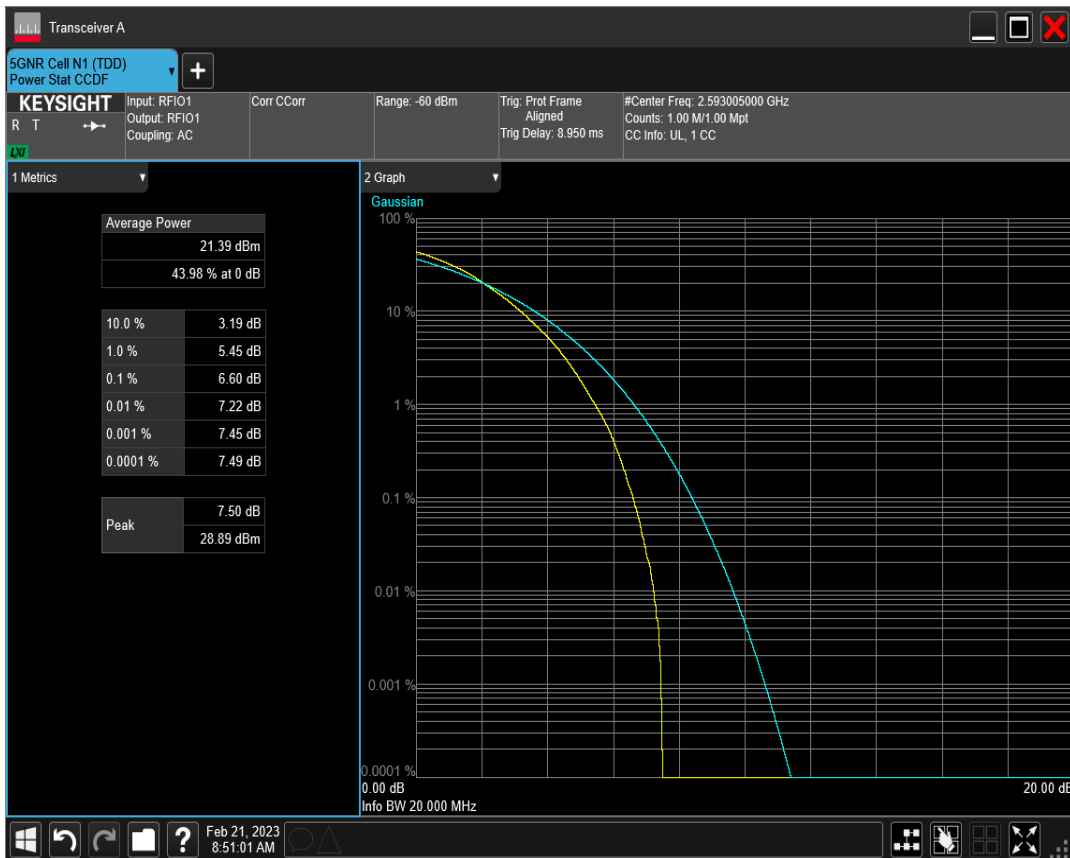 Transceiver A
5GNR Cell N1 (TDD)
Power Stat CCDF
KEYSIGHT
R T
LXI
Input: RFIO1
Output: RFIO1
Coupling: AC
Corr CCorr
Range: -60 dBm
Trig: Prot Frame
Aligned
Trig Delay: 8.950 ms
#Center Freq: 2.593005000 GHz
Counts: 1.00 M/1.00 Mpt
CC Info: UL, 1 CC
1 Metrics
Average Power
21.39 dBm
43.98 % at 0 dB
10.0 % 3.19 dB
1.0 % 5.45 dB
0.1 % 6.60 dB
0.01 % 7.22 dB
0.001 % 7.45 dB
0.0001 % 7.49 dB
Peak 7.50 dB
28.89 dBm
2 Graph
Gaussian
100 %
10 %
1 %
0.1 %
0.01 %
0.001 %
0.0001 %
0.00 dB 20.00 dB
Info BW 20.000 MHz
?
Feb 21, 2023
8:51:01 AM